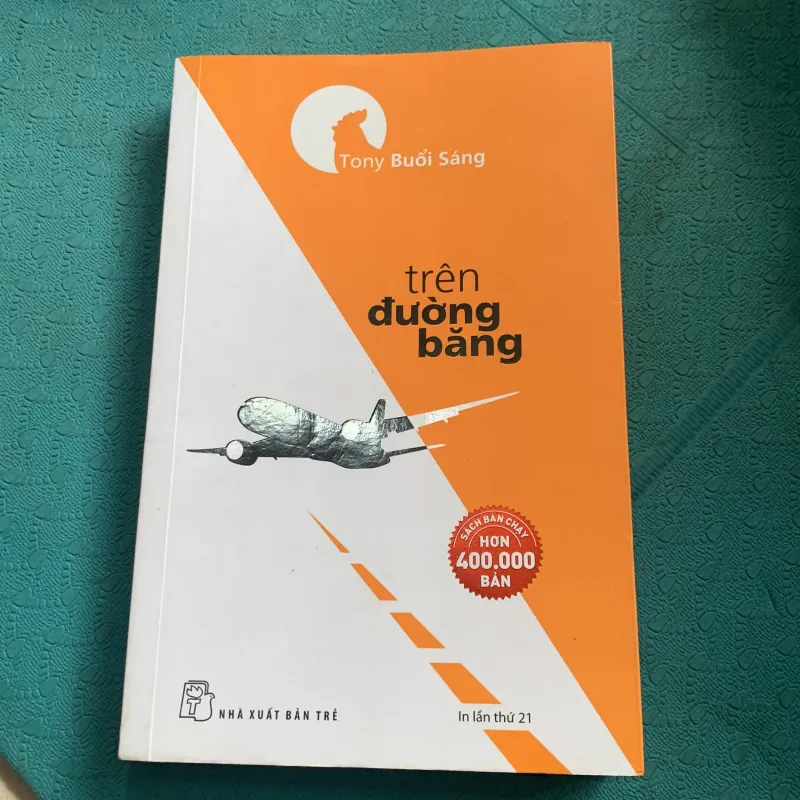 Tony Buổi Sáng
trên
đường
băng
SÁCH BÁN CHẠY
HƠN
400.000
BẢN
T
NHÀ XUẤT BẢN TRẺ
In lần thứ 21